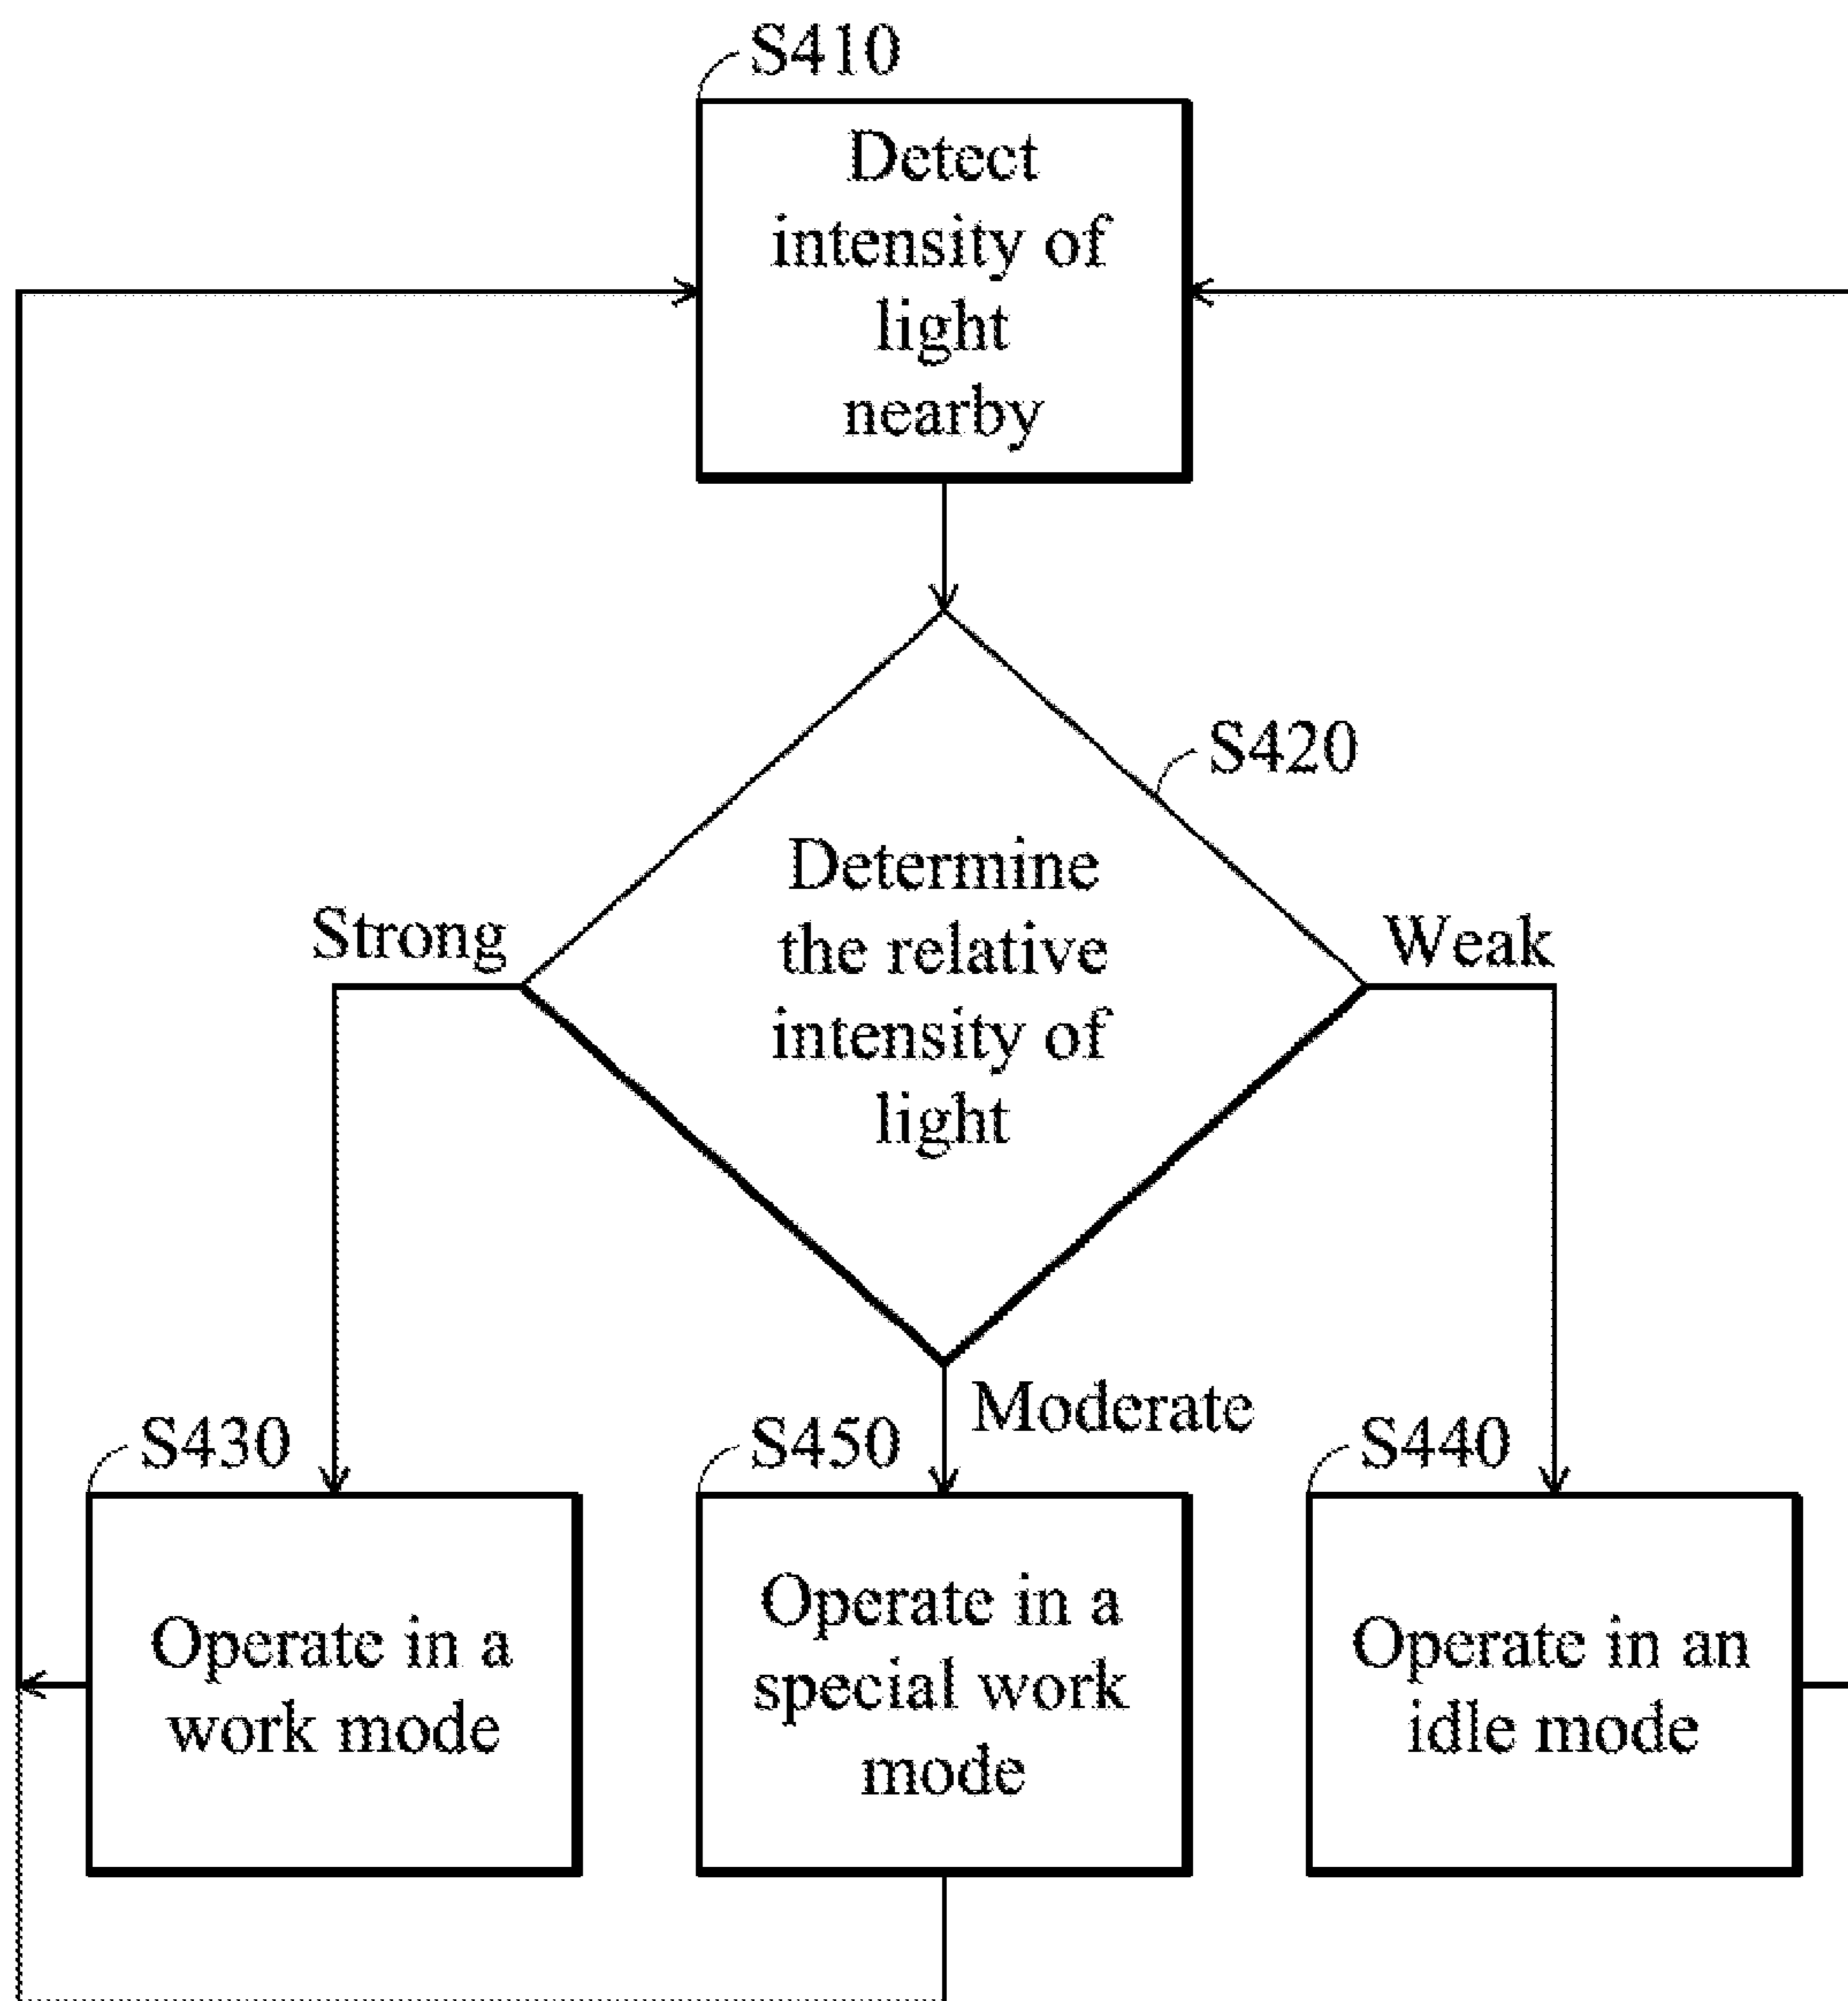 S410
Detect
intensity of
light
nearby
S420
Determine
the relative
intensity of
light
Strong
Weak
Moderate
S430
Operate in a
work mode
S450
Operate in a
special work
mode
S440
Operate in an
idle mode